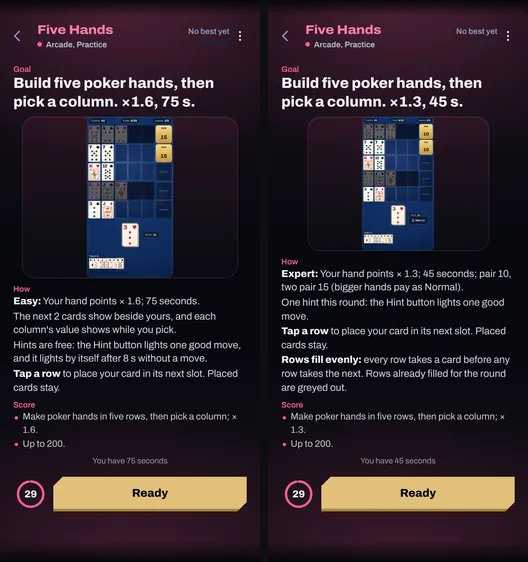 Five Hands
Arcade, Practice
No best yet
Goal
Build five poker hands, then
pick a column. ×1.6, 75 s.
15
15
How
Easy: Your hand points × 1.6; 75 seconds.
The next 2 cards show beside yours, and each
column's value shows while you pick.
Hints are free: the Hint button lights one good move,
and it lights by itself after 8 s without a move.
Tap a row to place your card in its next slot. Placed
cards stay.
Score
Make poker hands in five rows, then pick a column; ×
1.6.
Up to 200.
You have 75 seconds
29
Ready
Five Hands
Arcade, Practice
No best yet
Goal
Build five poker hands, then
pick a column. ×1.3, 45 s.
10
10
How
Expert: Your hand points × 1.3; 45 seconds; pair 10,
two pair 15 (bigger hands pay as Normal).
One hint this round: the Hint button lights one good
move.
Tap a row to place your card in its next slot. Placed
cards stay.
Rows fill evenly: every row takes a card before any
row takes the next. Rows already filled for the round
are greyed out.
Score
Make poker hands in five rows, then pick a column; ×
1.3.
Up to 200.
You have 45 seconds
29
Ready